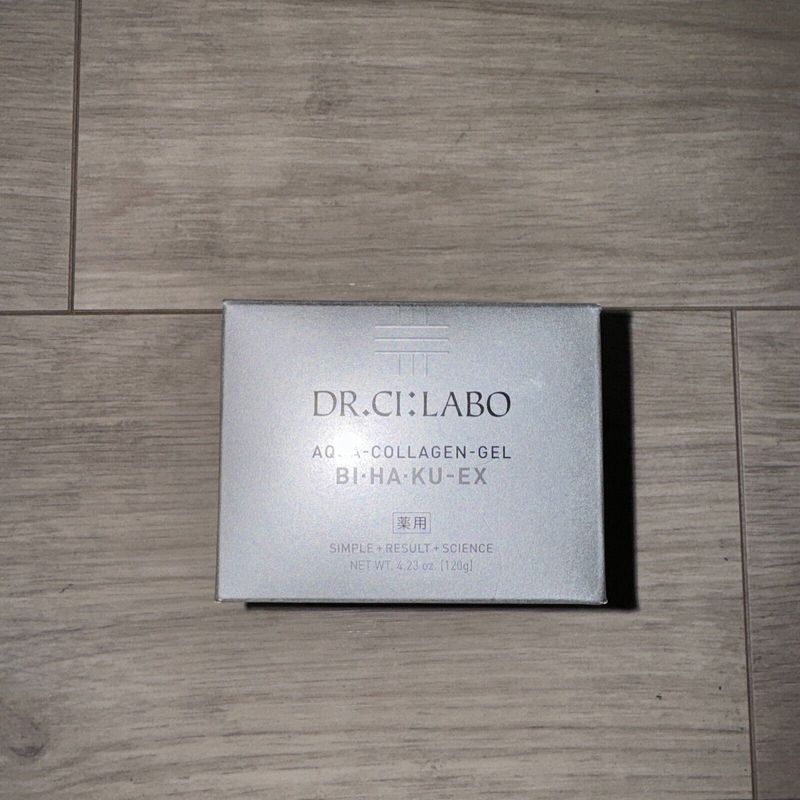 DR.CI:LABO
AQUA-COLLAGEN-GEL
BI·HA·KU-EX
薬用
SIMPLE+RESULT+SCIENCE
NET WT. 4.23 oz. [120g]